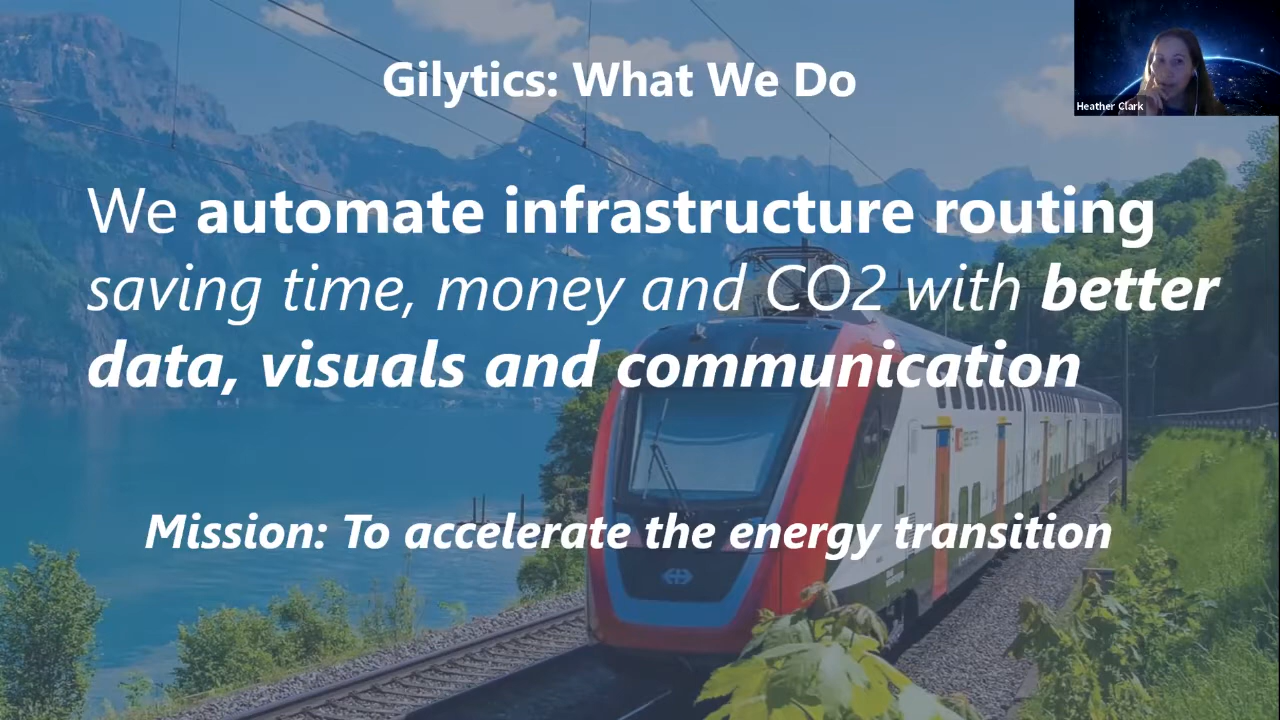 Gilytics: What We Do
Heather Clark
We automate infrastructure routing
saving time, money and CO2 with better
data, visuals and communication
Mission: To accelerate the energy transition